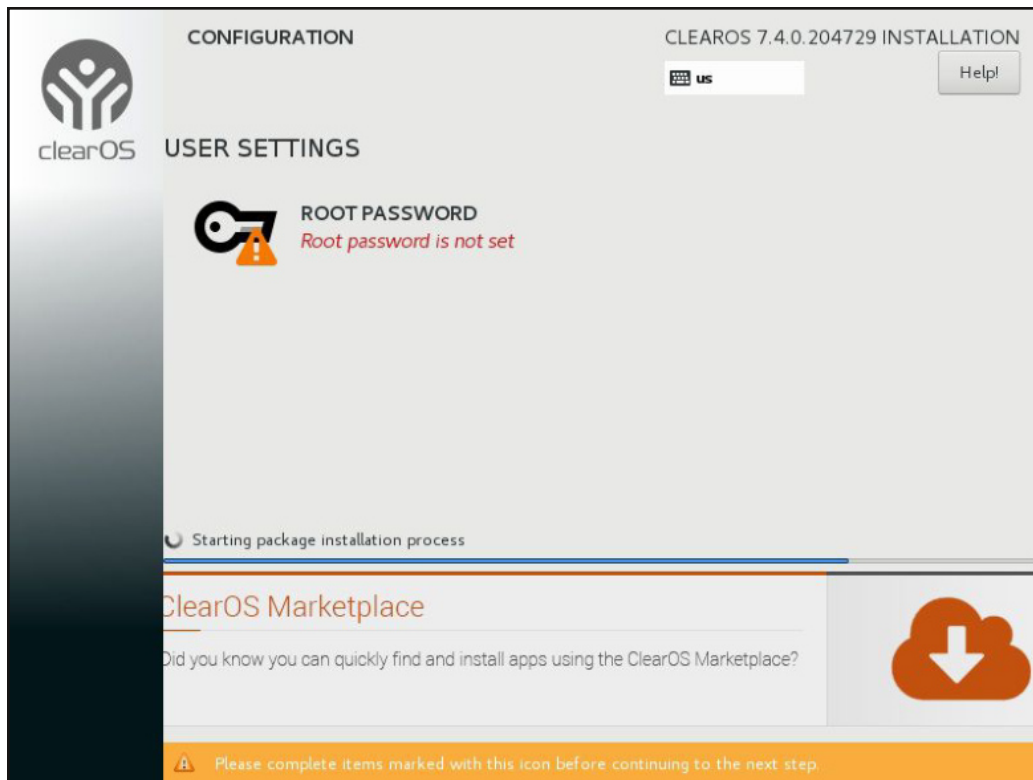 CONFIGURATION
CLEAROS 7.4.0.204729 INSTALLATION
us
Help!
clearOS
USER SETTINGS
ROOT PASSWORD
Root password is not set
Starting package installation process
ClearOS Marketplace
Did you know you can quickly find and install apps using the ClearOS Marketplace?
Please complete items marked with this icon before continuing to the next step.